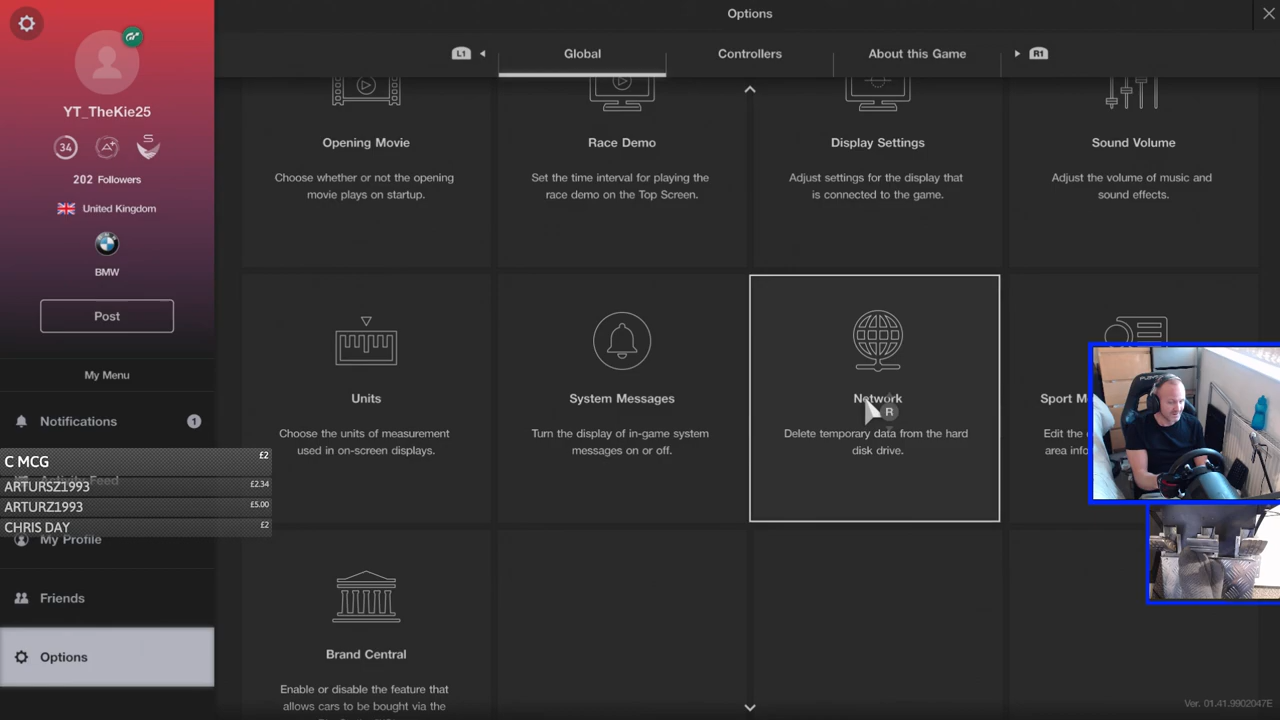 Options
L1
Global
Controllers
About this Game
R1
YT_TheKie25
34
A+
S
202 Followers
United Kingdom
BMW
Post
My Menu
Notifications
1
C MCG £2
ARTURSZ1993 £2.34
ARTURZ1993 £5.00
CHRIS DAY £2
My Profile
Friends
Options
Opening Movie
Choose whether or not the opening
movie plays on startup.
Race Demo
Set the time interval for playing the
race demo on the Top Screen.
Display Settings
Adjust settings for the display that
is connected to the game.
Sound Volume
Adjust the volume of music and
sound effects.
Units
Choose the units of measurement
used in on-screen displays.
System Messages
Turn the display of in-game system
messages on or off.
Network
R
Delete temporary data from the hard
disk drive.
Sport M
Edit the
area info
Brand Central
Enable or disable the feature that
allows cars to be bought via the
Ver. 01.41.9902047E